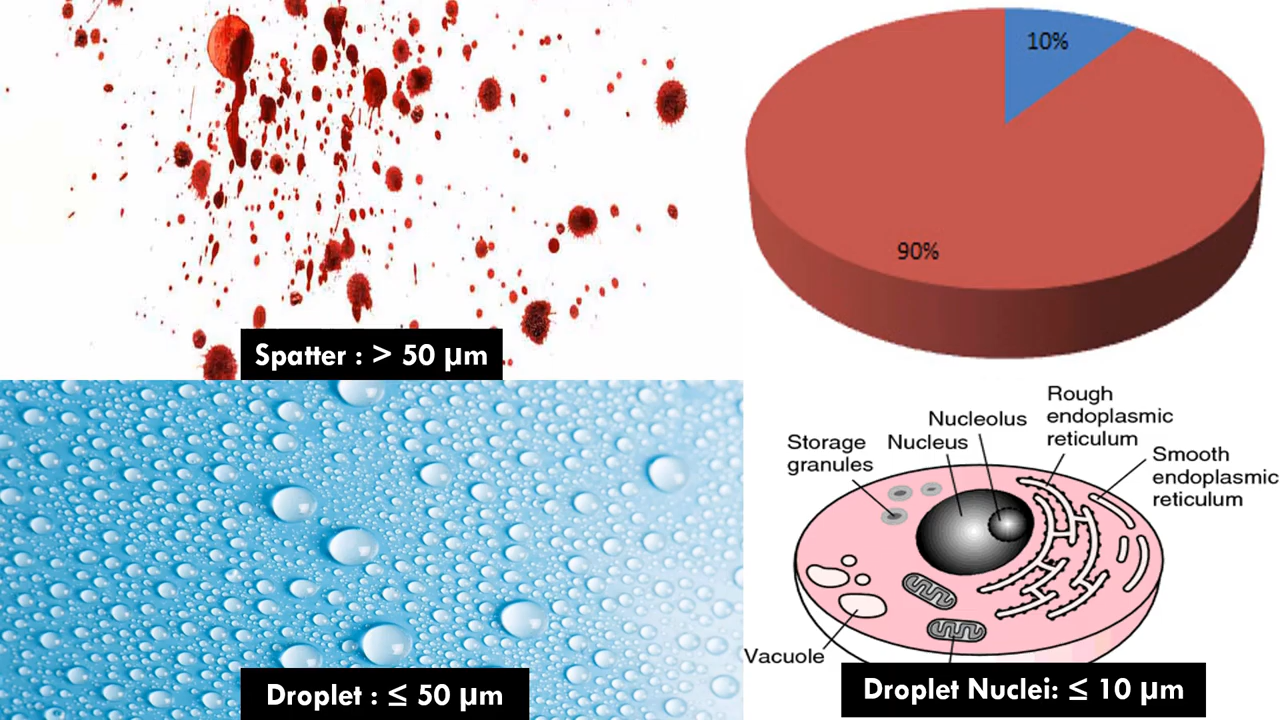 Spatter : > 50 µm
10%
90%
Droplet : ≤ 50 µm
Rough
endoplasmic
reticulum
Nucleolus
Nucleus
Storage
granules
Smooth
endoplasmic
reticulum
Vacuole
Droplet Nuclei: ≤ 10 µm